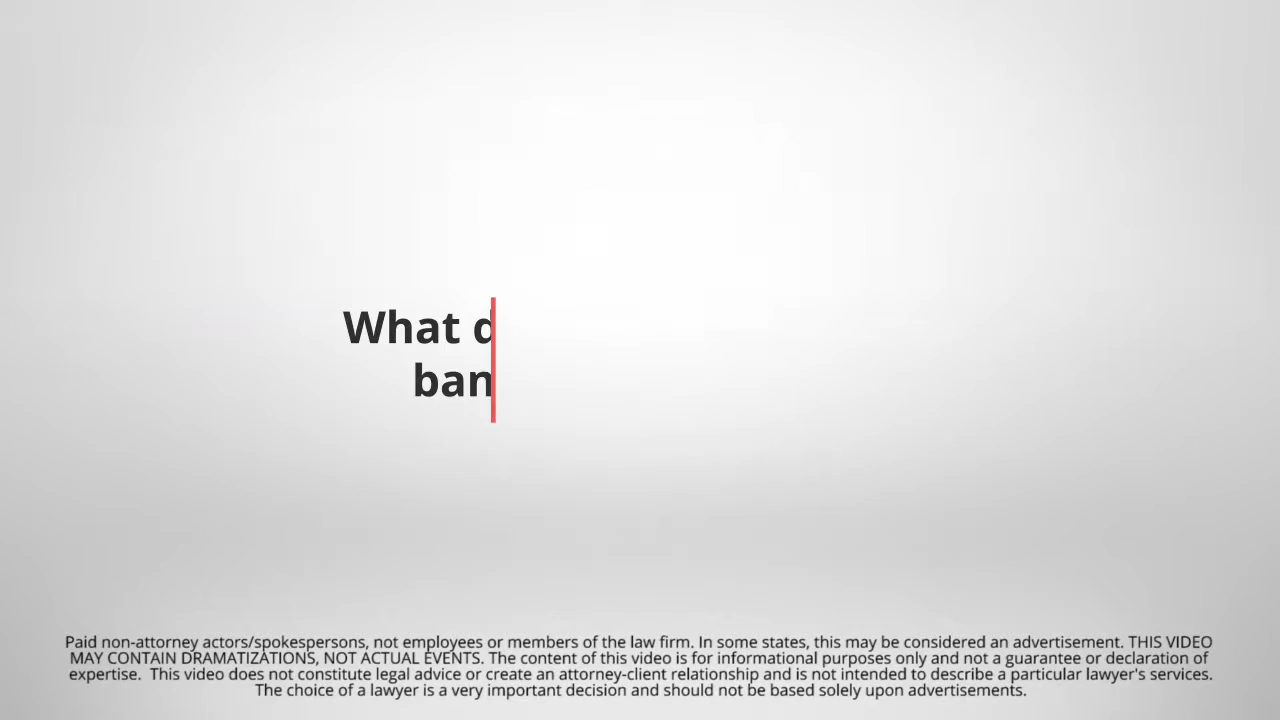 What d
ban
Paid non-attorney actors/spokespersons, not employees or members of the law firm. In some states, this may be considered an advertisement. THIS VIDEO
MAY CONTAIN DRAMATIZATIONS, NOT ACTUAL EVENTS. The content of this video is for informational purposes only and not a guarantee or declaration of
expertise.  This video does not constitute legal advice or create an attorney-client relationship and is not intended to describe a particular lawyer's services.
The choice of a lawyer is a very important decision and should not be based solely upon advertisements.